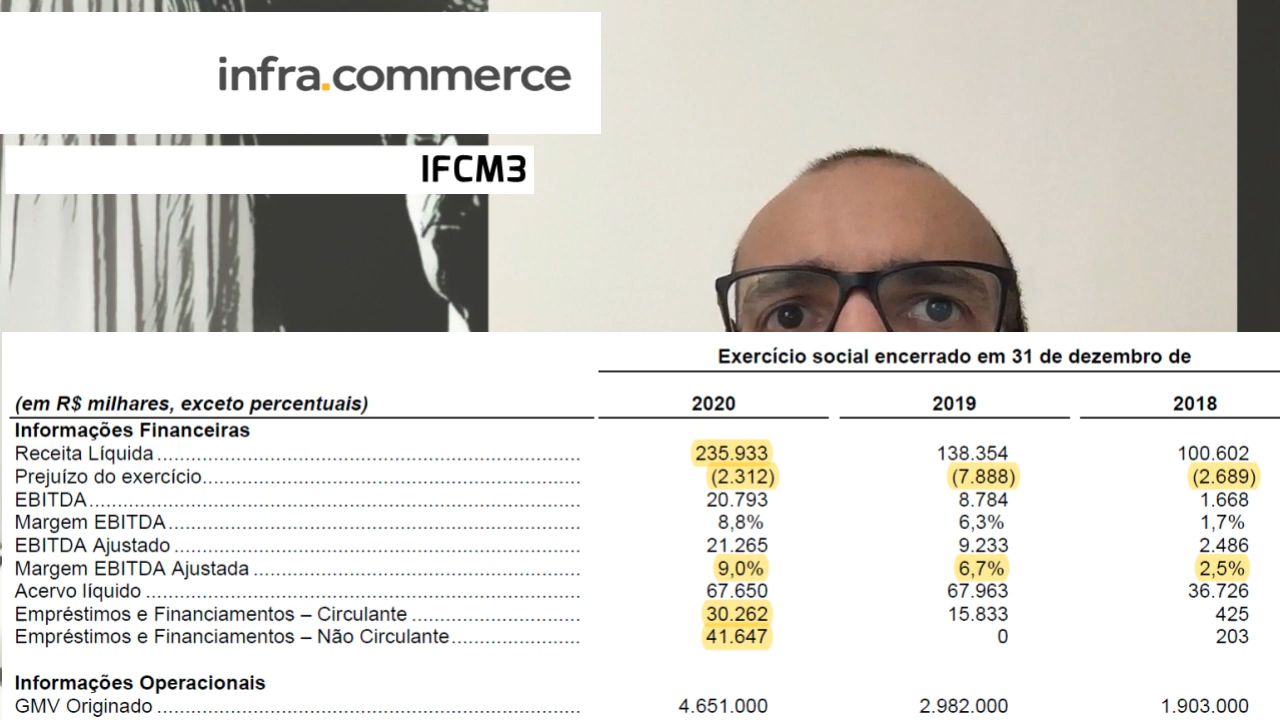 infra.commerce
IFCM3
Exercício social encerrado em 31 de dezembro de
(em R$ milhares, exceto percentuais) 2020 2019 2018
Informações Financeiras
Receita Líquida 235.933 138.354 100.602
Prejuízo do exercício (2.312) (7.888) (2.689)
EBITDA 20.793 8.784 1.668
Margem EBITDA 8,8% 6,3% 1,7%
EBITDA Ajustado 21.265 9.233 2.486
Margem EBITDA Ajustada 9,0% 6,7% 2,5%
Acervo líquido 67.650 67.963 36.726
Empréstimos e Financiamentos – Circulante 30.262 15.833 425
Empréstimos e Financiamentos – Não Circulante 41.647 0 203
Informações Operacionais
GMV Originado 4.651.000 2.982.000 1.903.000